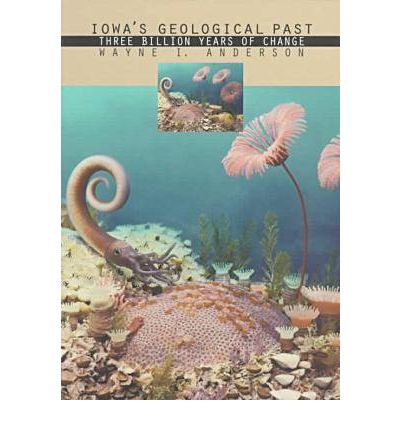 IOWA'S GEOLOGICAL PAST
THREE BILLION YEARS OF CHANGE
WAYNE I. ANDERSON